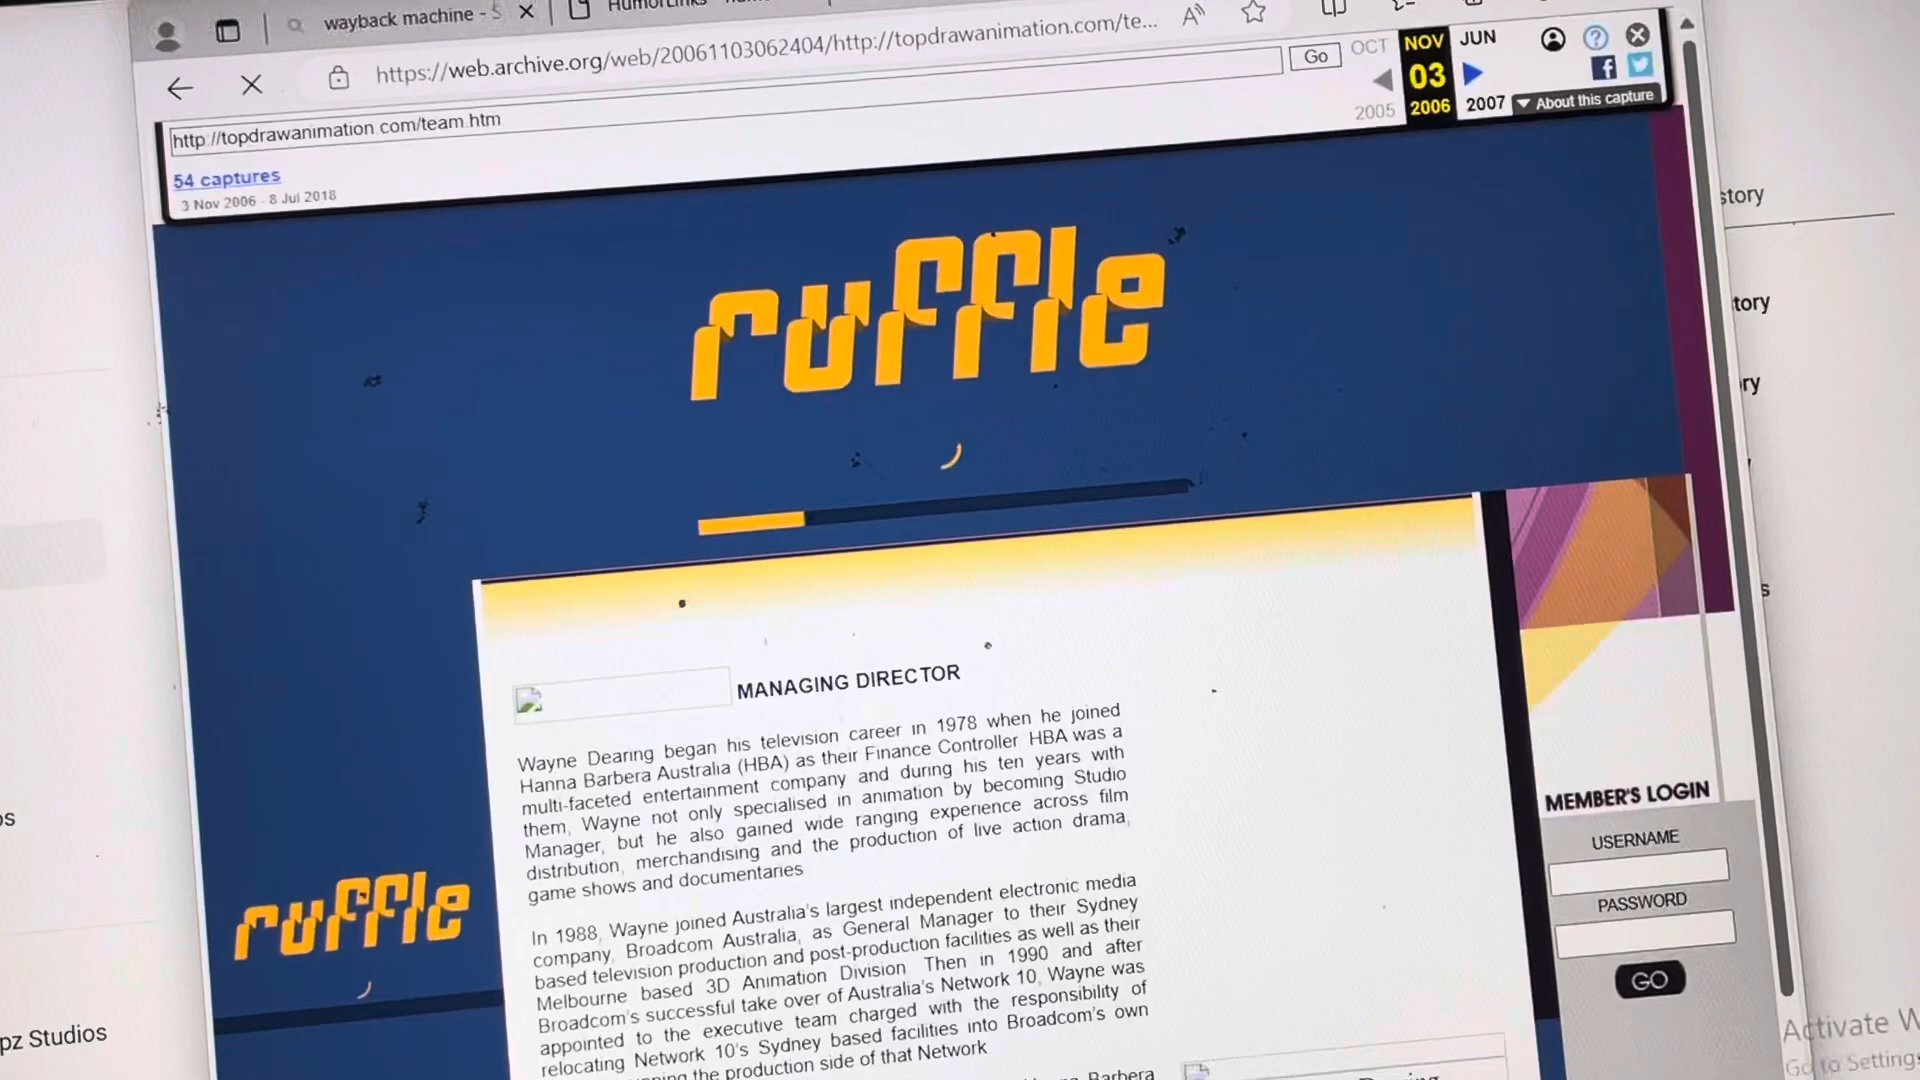 wayback machine - S
https://web.archive.org/web/20061103062404/http://topdrawanimation.com/te...
http://topdrawanimation.com/team.htm
Go
OCT NOV JUN
03
2005 2006 2007
About this capture
54 captures
3 Nov 2006 - 8 Jul 2018
ruffle
MANAGING DIRECTOR
Wayne Dearing began his television career in 1978 when he joined
Hanna Barbera Australia (HBA) as their Finance Controller HBA was a
multi-faceted entertainment company and during his ten years with
them, Wayne not only specialised in animation by becoming Studio
Manager, but he also gained wide ranging experience across film
distribution, merchandising and the production of live action drama,
game shows and documentaries
In 1988, Wayne joined Australia's largest independent electronic media
company, Broadcom Australia, as General Manager to their Sydney
based television production and post-production facilities as well as their
Melbourne based 3D Animation Division Then in 1990 and after
Broadcom's successful take over of Australia's Network 10, Wayne was
appointed to the executive team charged with the responsibility of
relocating Network 10's Sydney based facilities into Broadcom's own
the production side of that Network
Barbera
ruffle
MEMBER'S LOGIN
USERNAME
PASSWORD
GO
story
tory
ry
s
os
pz Studios
Activate W
Go to Settings